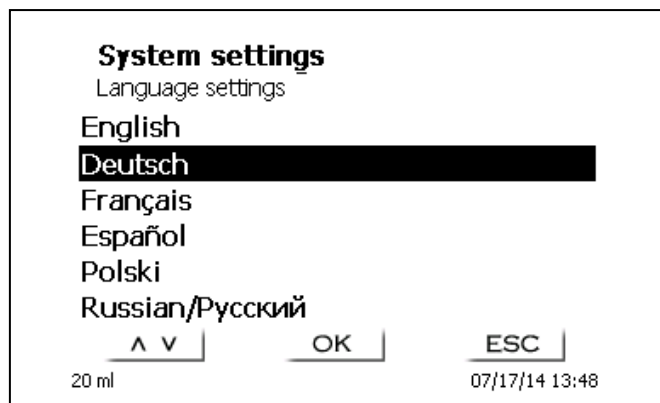 System settings
Language settings
English
Deutsch
Français
Español
Polski
Russian/Русский
∧ ∨ OK ESC
20 ml 07/17/14 13:48